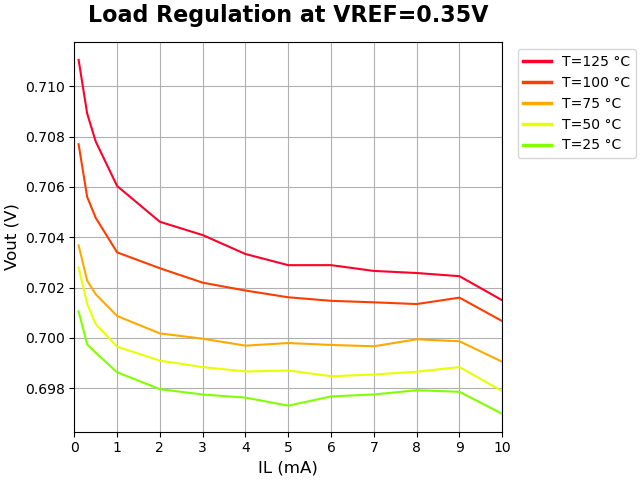 Load Regulation at VREF=0.35V
Vout (V)
0.710
0.708
0.706
0.704
0.702
0.700
0.698
0 1 2 3 4 5 6 7 8 9 10
IL (mA)
T=125 °C
T=100 °C
T=75 °C
T=50 °C
T=25 °C